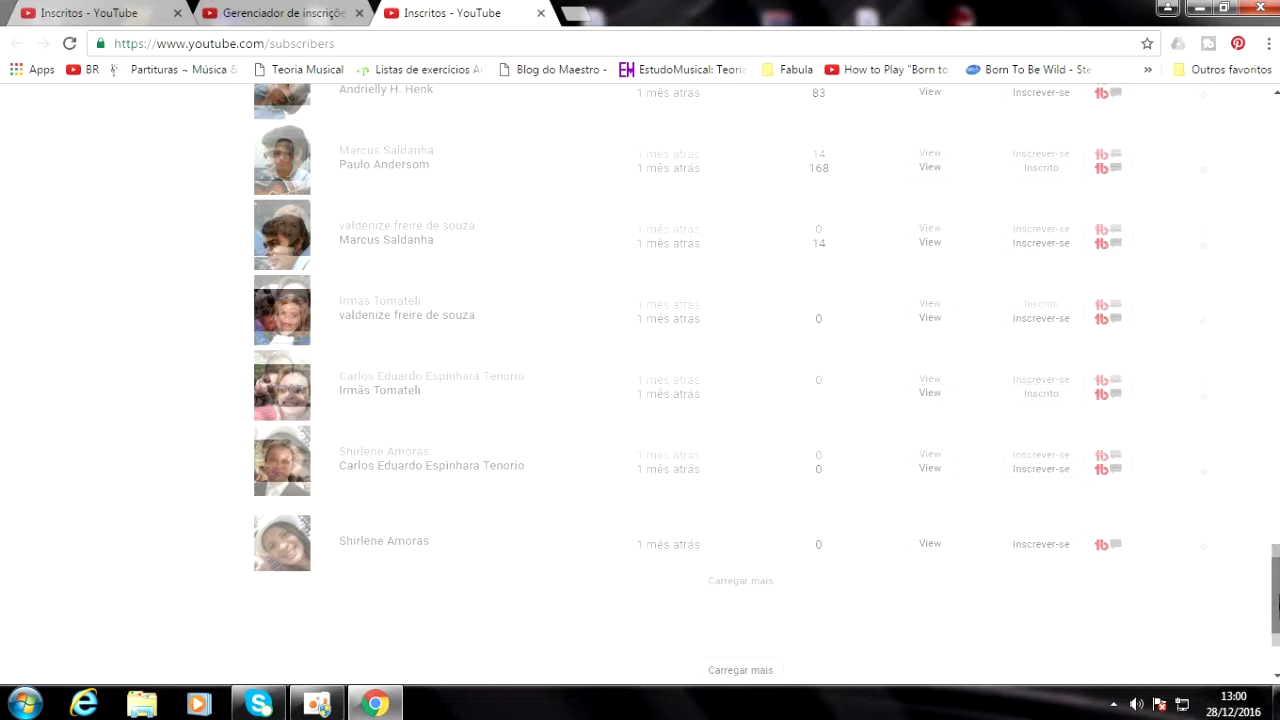 Inscritos - YouTube
Gerenciador de inscriçõe
Inscritos - YouTube
https://www.youtube.com/subscribers
Apps
BR
Partituras ~ Música &
Teoria Musical
Listas de exercícios Au
Blog do Maestro -
EM EstudoMusical: Teoria
Fabula
How to Play "Born to
Born To Be Wild - Ste
»
Outros favoritos
Andrielly H. Henk 1 mês atrás 83 View Inscrever-se
Marcus Saldanha 1 mês atrás 14 View Inscrever-se
Paulo Andersom 1 mês atrás 168 View Inscrito
valdenize freire de souza 1 mês atrás 0 View Inscrever-se
Marcus Saldanha 1 mês atrás 14 View Inscrever-se
Irmãs Tomateli 1 mês atrás View Inscrito
valdenize freire de souza 1 mês atrás 0 View Inscrever-se
Carlos Eduardo Espinhara Tenorio 1 mês atrás 0 View Inscrever-se
Irmãs Tomateli 1 mês atrás View Inscrito
Shirlene Amoras 1 mês atrás 0 View Inscrever-se
Carlos Eduardo Espinhara Tenorio 1 mês atrás 0 View Inscrever-se
Shirlene Amoras 1 mês atrás 0 View Inscrever-se
Carregar mais
Carregar mais
13:00
28/12/2016